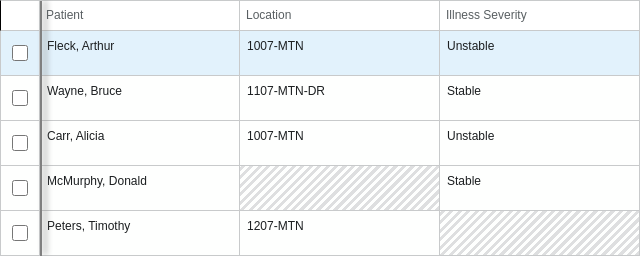 Patient Location Illness Severity
Fleck, Arthur 1007-MTN Unstable
Wayne, Bruce 1107-MTN-DR Stable
Carr, Alicia 1007-MTN Unstable
McMurphy, Donald Stable
Peters, Timothy 1207-MTN